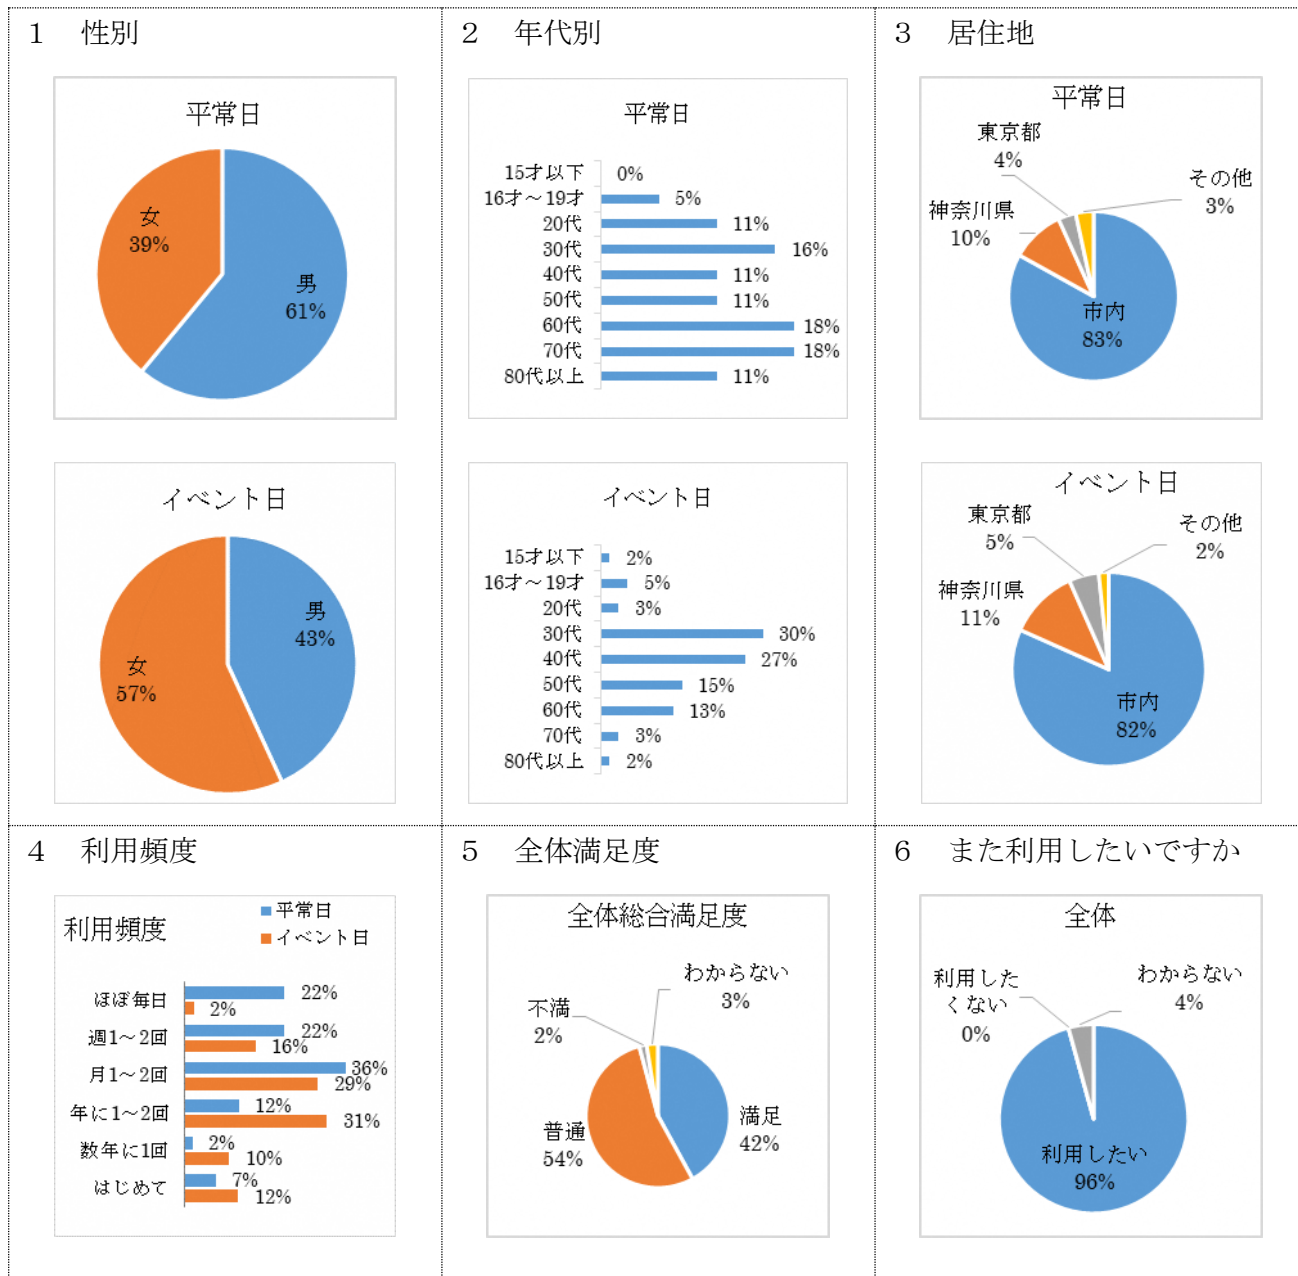 1 性別
平常日
女
39%
男
61%
イベント日
男
43%
女
57%
2 年代別
平常日
15才以下 0%
16才～19才 5%
20代 11%
30代 16%
40代 11%
50代 11%
60代 18%
70代 18%
80代以上 11%
イベント日
15才以下 2%
16才～19才 5%
20代 3%
30代 30%
40代 27%
50代 15%
60代 13%
70代 3%
80代以上 2%
3 居住地
平常日
東京都
4%
その他
3%
神奈川県
10%
市内
83%
イベント日
東京都
5%
その他
2%
神奈川県
11%
市内
82%
4 利用頻度
利用頻度
平常日
イベント日
ほぼ毎日 22%
2%
週1～2回 22%
16%
月1～2回 36%
29%
年に1～2回 12%
31%
数年に1回 2%
10%
はじめて 7%
12%
5 全体満足度
全体総合満足度
わからない
3%
不満
2%
満足
42%
普通
54%
6 また利用したいですか
全体
利用した
くない
0%
わからない
4%
利用したい
96%